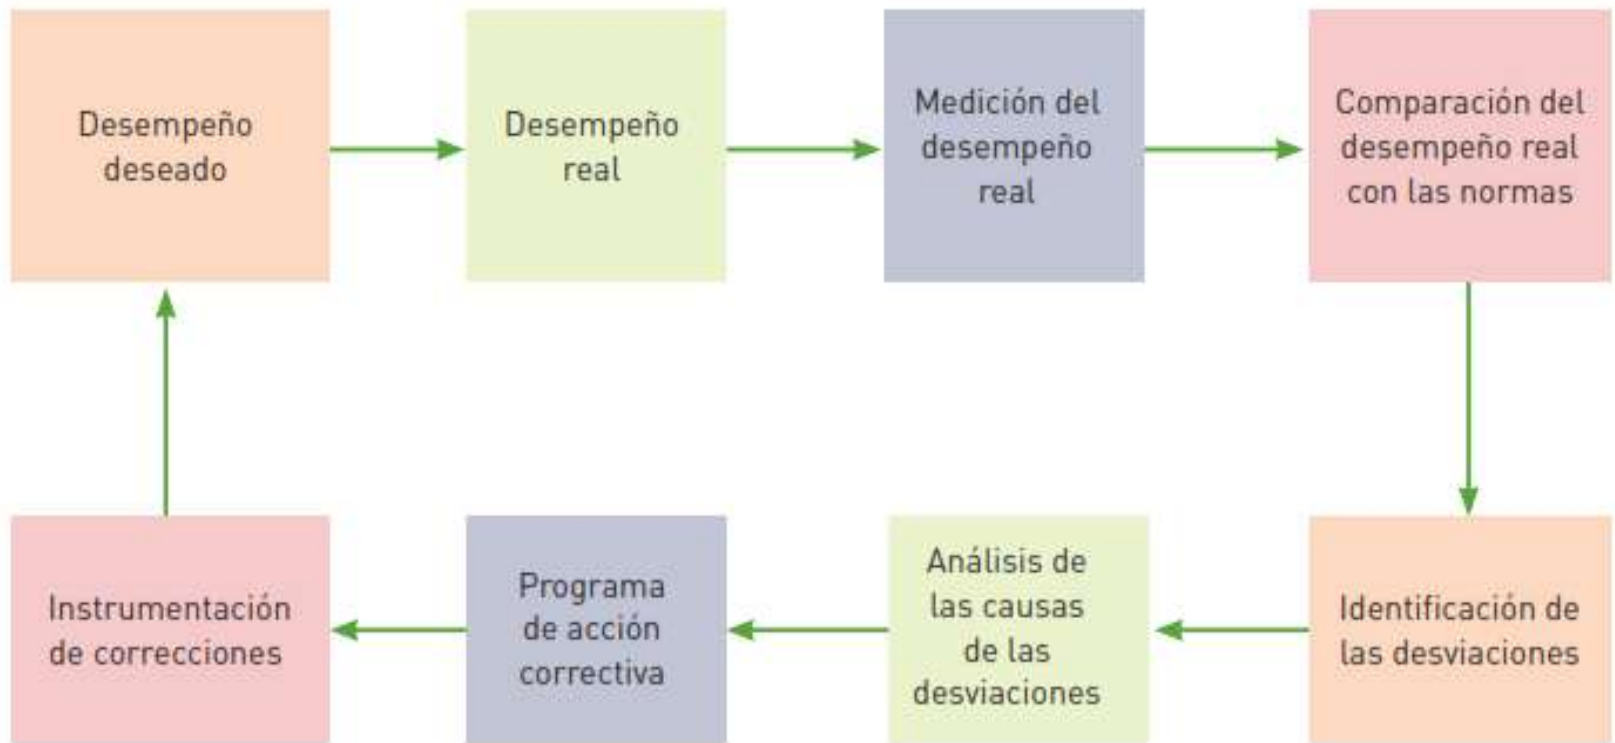 Desempeño
deseado
Desempeño
real
Medición del
desempeño
real
Comparación del
desempeño real
con las normas
Instrumentación
de correcciones
Programa
de acción
correctiva
Análisis de
las causas
de las
desviaciones
Identificación de
las desviaciones